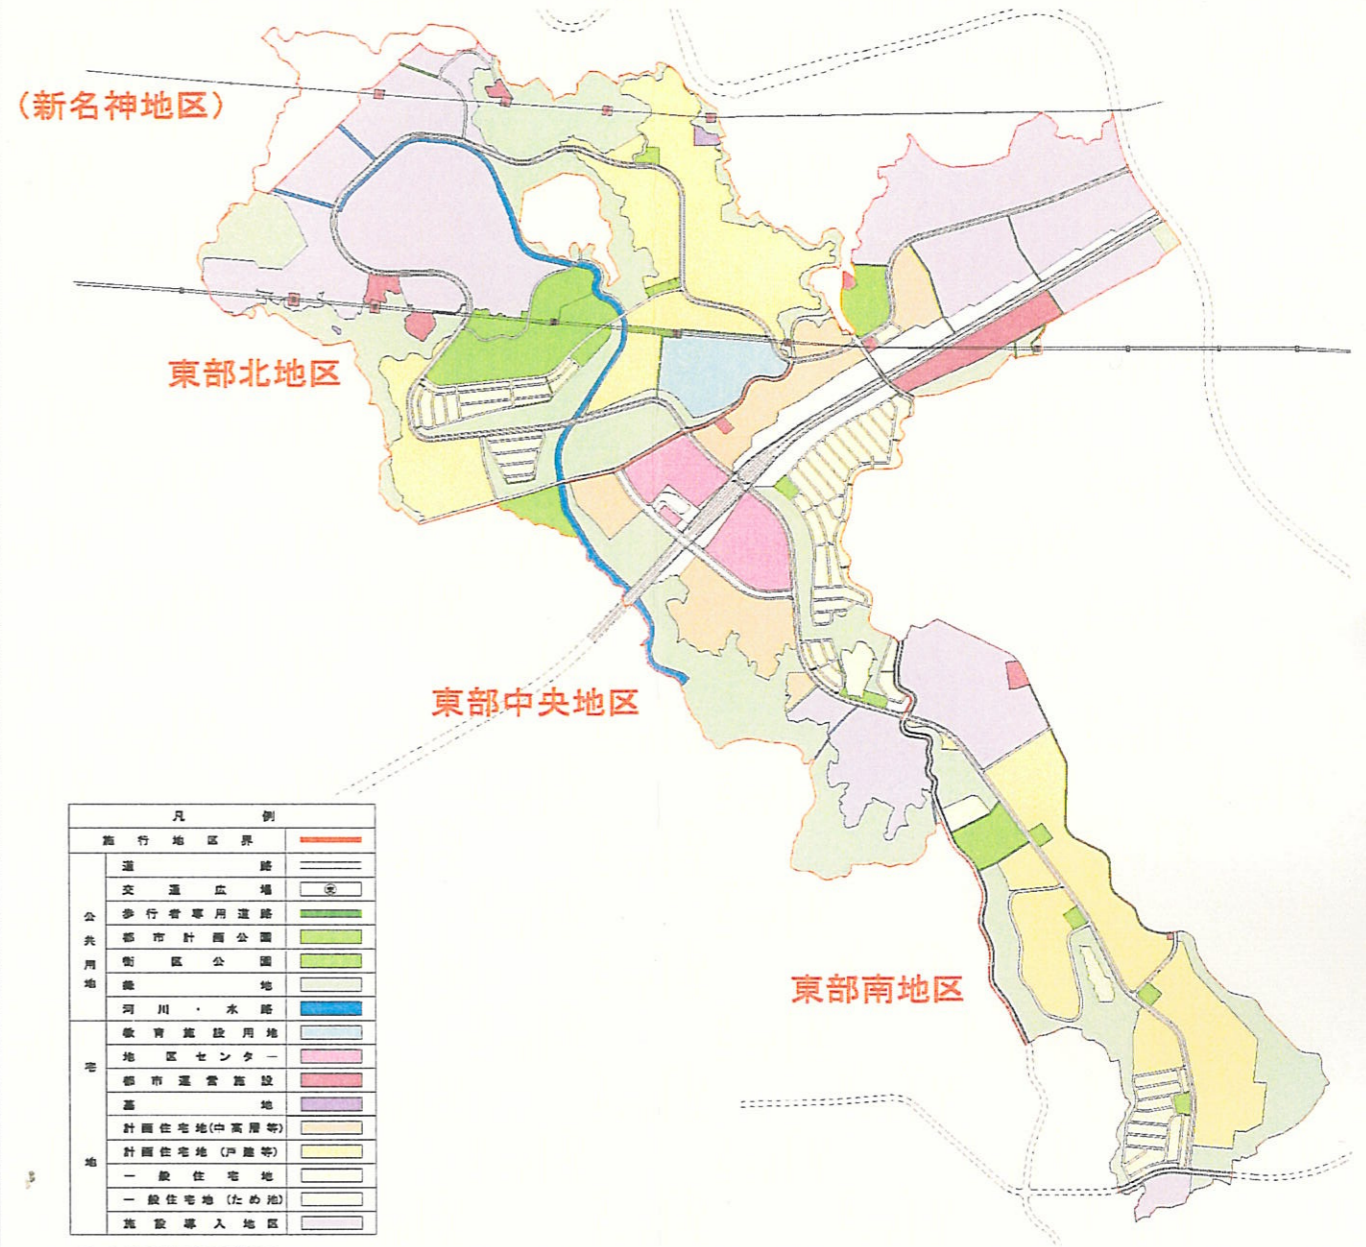 (新名神地区)
東部北地区
東部中央地区
東部南地区
凡例
施行地区界
公共用地
道路
交通広場
交
歩行者専用道路
都市計画公園
街区公園
緑地
河川・水路
宅地
教育施設用地
地区センター
都市運営施設
墓地
計画住宅地(中高層等)
計画住宅地(戸建等)
一般住宅地
一般住宅地(ため池)
施設導入地区